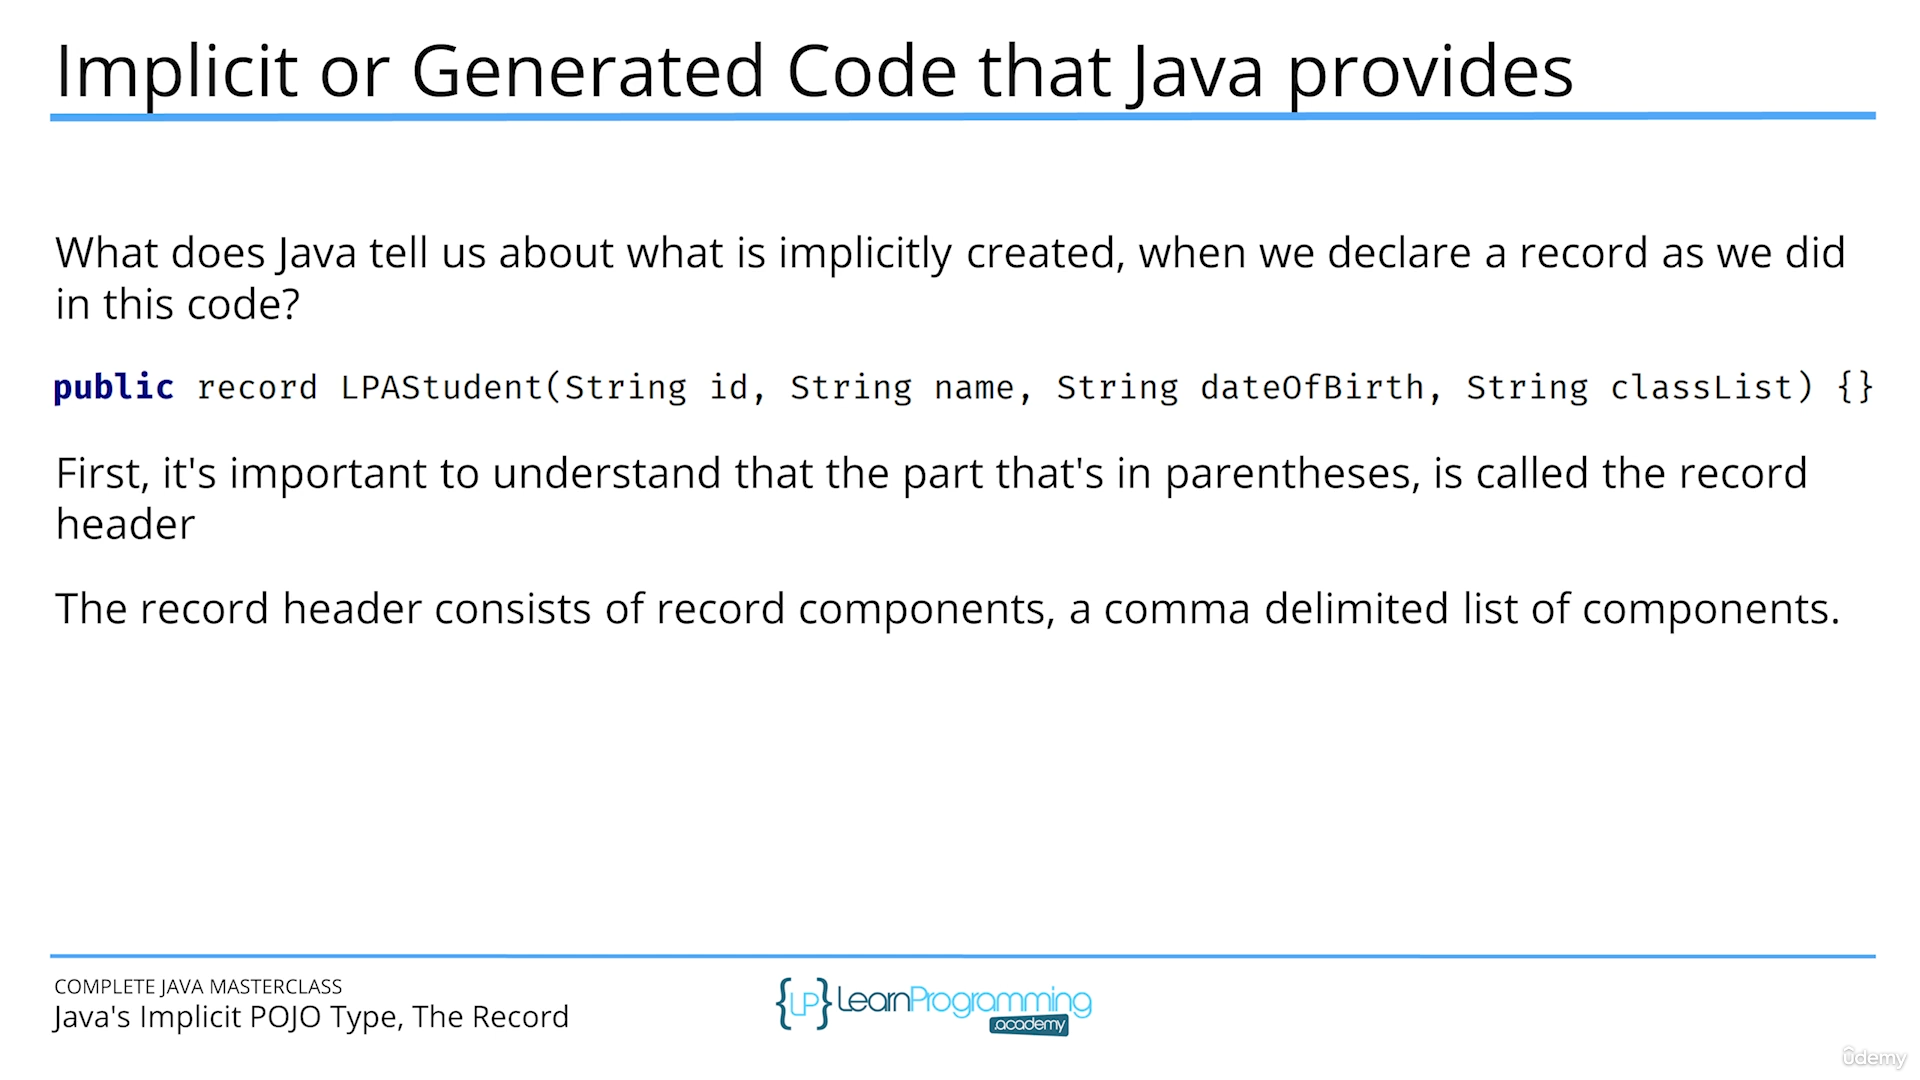 Implicit or Generated Code that Java provides
What does Java tell us about what is implicitly created, when we declare a record as we did
in this code?
public record LPAStudent(String id, String name, String dateOfBirth, String classList) {}
First, it's important to understand that the part that's in parentheses, is called the record
header
The record header consists of record components, a comma delimited list of components.
COMPLETE JAVA MASTERCLASS
Java's Implicit POJO Type, The Record
{LP} LearnProgramming
.academy
ûdemy